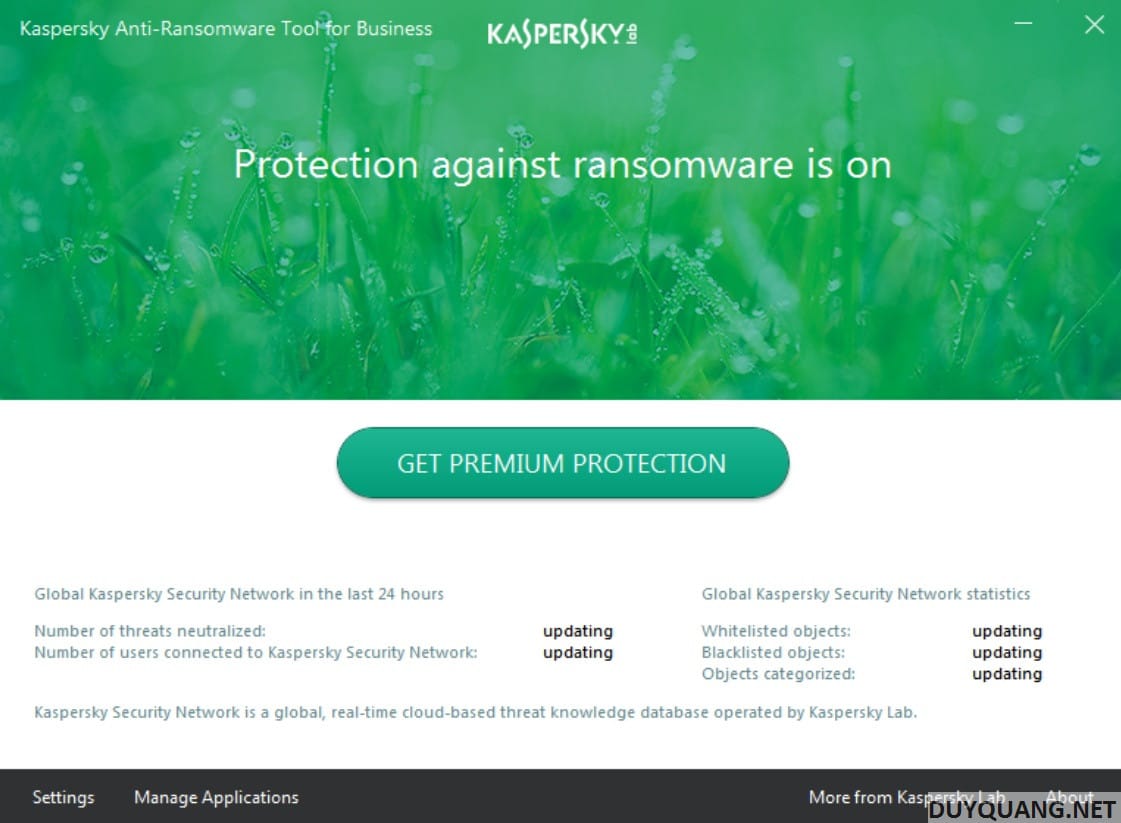 Kaspersky Anti-Ransomware Tool for Business
KASPERSKY lab
Protection against ransomware is on
GET PREMIUM PROTECTION
Global Kaspersky Security Network in the last 24 hours
Number of threats neutralized: updating
Number of users connected to Kaspersky Security Network: updating
Global Kaspersky Security Network statistics
Whitelisted objects: updating
Blacklisted objects: updating
Objects categorized: updating
Kaspersky Security Network is a global, real-time cloud-based threat knowledge database operated by Kaspersky Lab.
Settings Manage Applications More from Kaspersky Lab About
DUYQUANG.NET